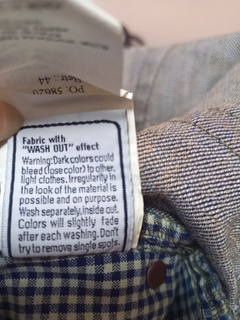 PO. 58620
Retr.: 44
Fabric with
"WASH OUT" effect
Warning: Dark colors could
bleed (lose color) to other,
light clothes. Irregularity in
the look of the material is
possible and on purpose.
Wash separately, inside out.
Colors will slightly fade
after each washing. Don't
try to remove single spots.